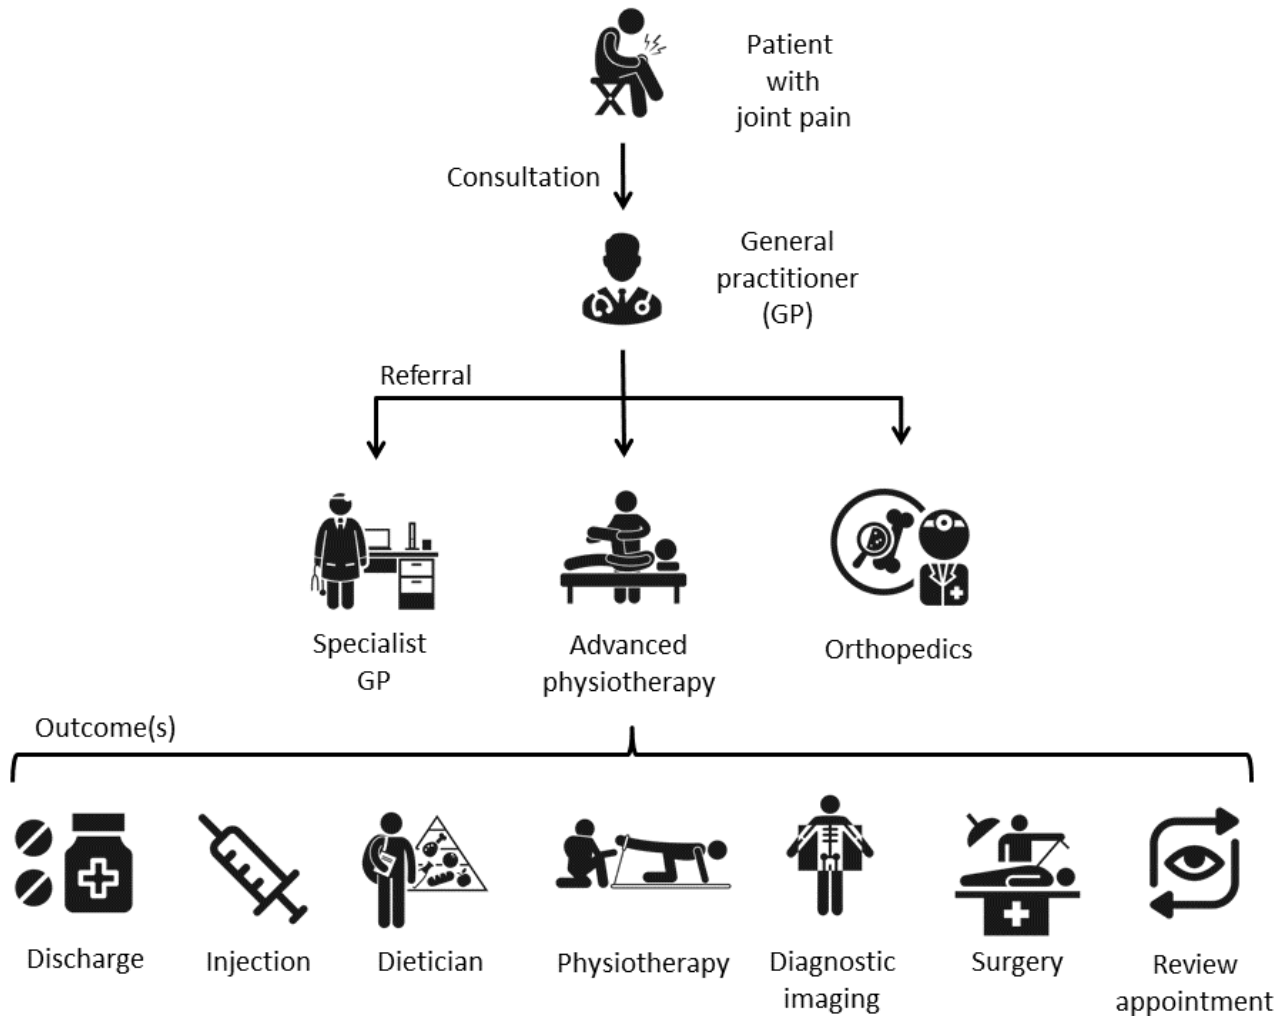 Patient
with
joint pain
Consultation
General
practitioner
(GP)
Referral
Specialist
GP
Advanced
physiotherapy
Orthopedics
Outcome(s)
Discharge
Injection
Dietician
Physiotherapy
Diagnostic
imaging
Surgery
Review
appointment